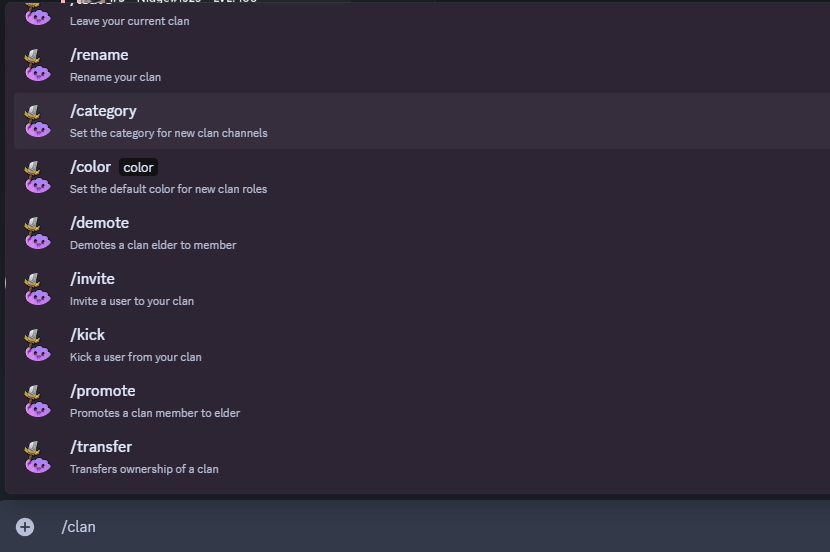 Leave your current clan
/rename
Rename your clan
/category
Set the category for new clan channels
/color color
Set the default color for new clan roles
/demote
Demotes a clan elder to member
/invite
Invite a user to your clan
/kick
Kick a user from your clan
/promote
Promotes a clan member to elder
/transfer
Transfers ownership of a clan
/clan